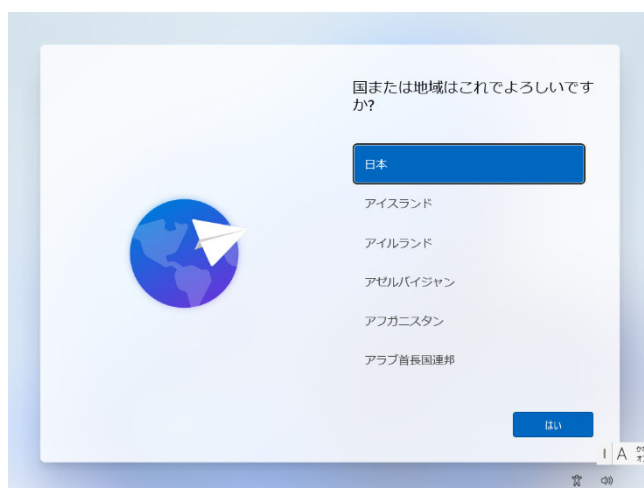 国または地域はこれでよろしいです
か?
日本
アイスランド
アイルランド
アゼルバイジャン
アフガニスタン
アラブ首長国連邦
はい
A